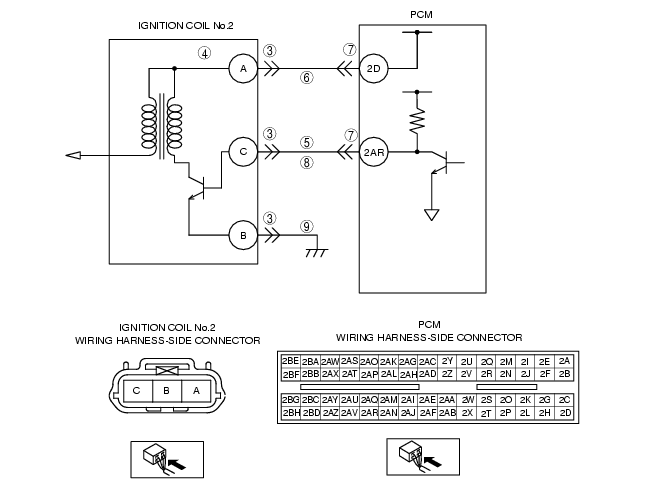 IGNITION COIL No.2
PCM
④
③
⑦
A
⑥
2D
③
⑤
⑦
C
⑧
2AR
③
⑨
B
IGNITION COIL No.2
WIRING HARNESS-SIDE CONNECTOR
PCM
WIRING HARNESS-SIDE CONNECTOR
C B A
2BE 2BA 2AW 2AS 2AO 2AK 2AG 2AC 2Y 2U 2Q 2M 2I 2E 2A
2BF 2BB 2AX 2AT 2AP 2AL 2AH 2AD 2Z 2V 2R 2N 2J 2F 2B
2BG 2BC 2AY 2AU 2AQ 2AM 2AI 2AE 2AA 2W 2S 2O 2K 2G 2C
2BH 2BD 2AZ 2AV 2AR 2AN 2AJ 2AF 2AB 2X 2T 2P 2L 2H 2D